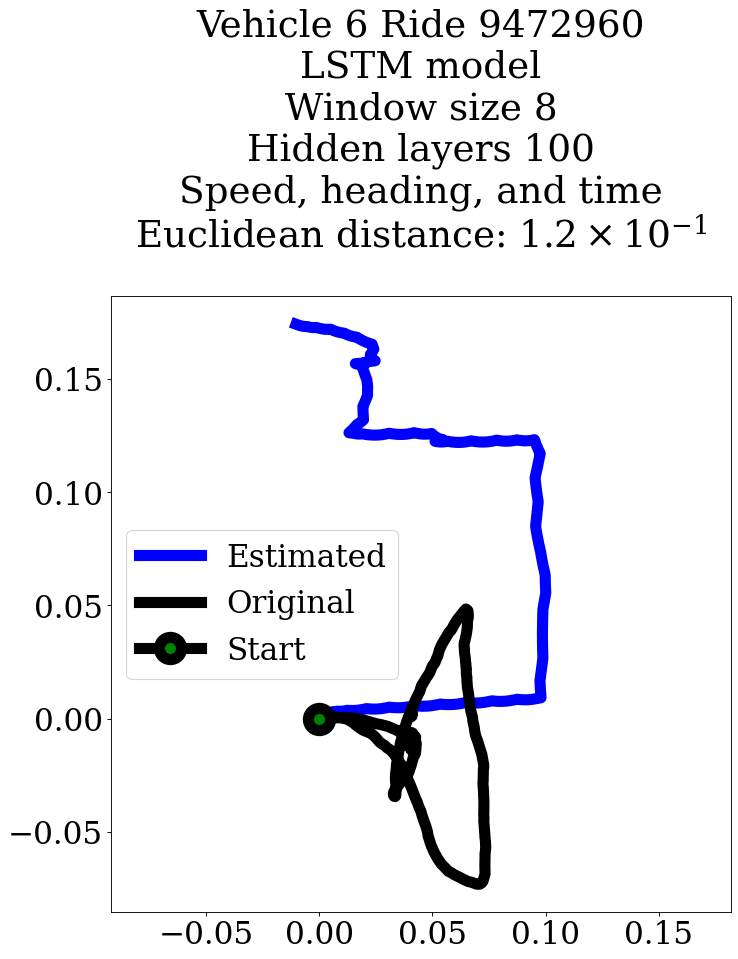 Vehicle 6 Ride 9472960
LSTM model
Window size 8
Hidden layers 100
Speed, heading, and time
Euclidean distance: 1.2 × 10⁻¹
0.15
0.10
0.05
0.00
−0.05
Estimated
Original
Start
−0.05 0.00 0.05 0.10 0.15